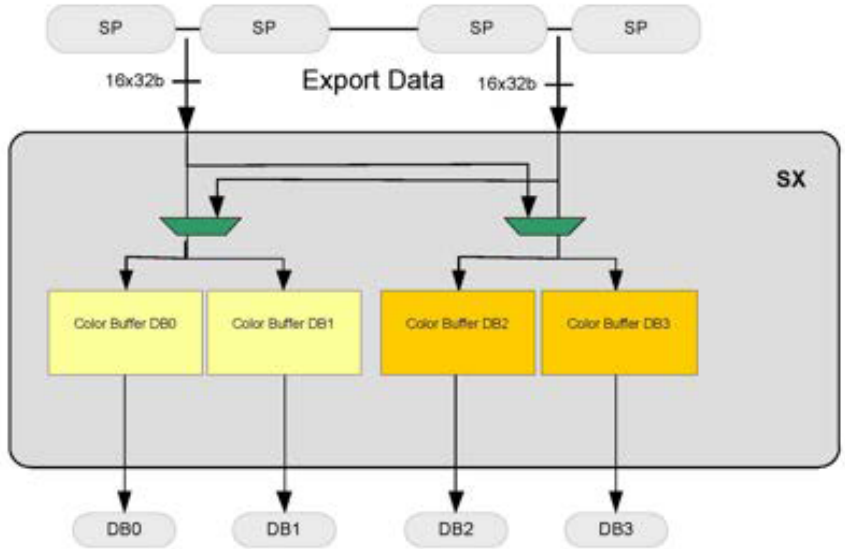 SP SP SP SP
16x32b Export Data 16x32b
SX
Color Buffer DB0 Color Buffer DB1 Color Buffer DB2 Color Buffer DB3
DB0 DB1 DB2 DB3